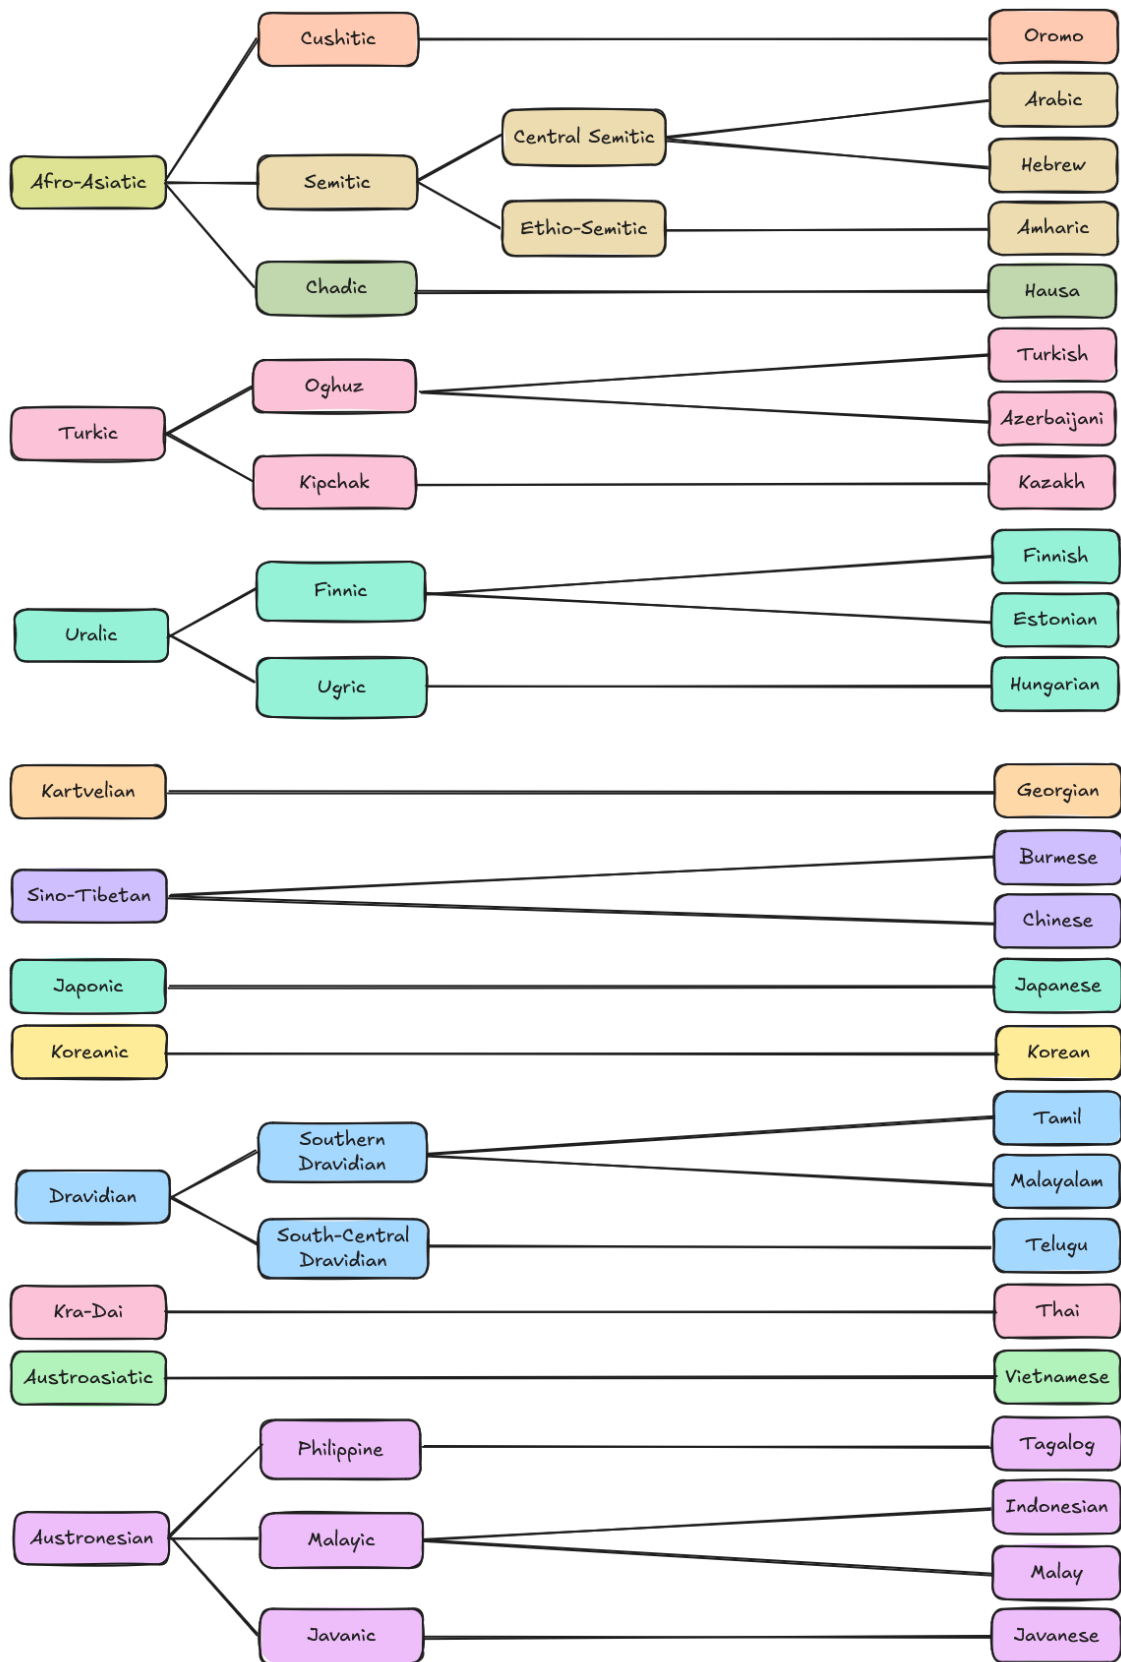 Cushitic
Oromo
Arabic
Central Semitic
Hebrew
Afro-Asiatic
Semitic
Ethio-Semitic
Amharic
Chadic
Hausa
Turkish
Oghuz
Azerbaijani
Turkic
Kipchak
Kazakh
Finnish
Finnic
Estonian
Uralic
Ugric
Hungarian
Kartvelian
Georgian
Burmese
Sino-Tibetan
Chinese
Japonic
Japanese
Koreanic
Korean
Tamil
Southern
Dravidian
Malayalam
Dravidian
South-Central
Dravidian
Telugu
Kra-Dai
Thai
Austroasiatic
Vietnamese
Philippine
Tagalog
Indonesian
Austronesian
Malayic
Malay
Javanic
Javanese